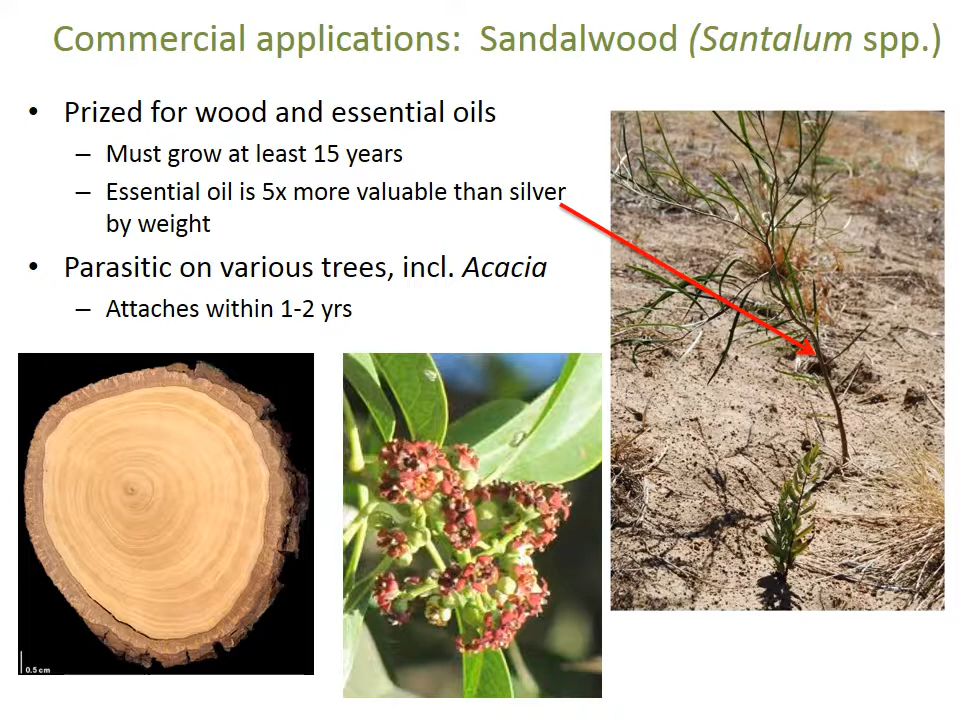 Commercial applications:  Sandalwood (Santalum spp.)
• Prized for wood and essential oils
– Must grow at least 15 years
– Essential oil is 5x more valuable than silver
by weight
• Parasitic on various trees, incl. Acacia
– Attaches within 1-2 yrs
0.5 cm